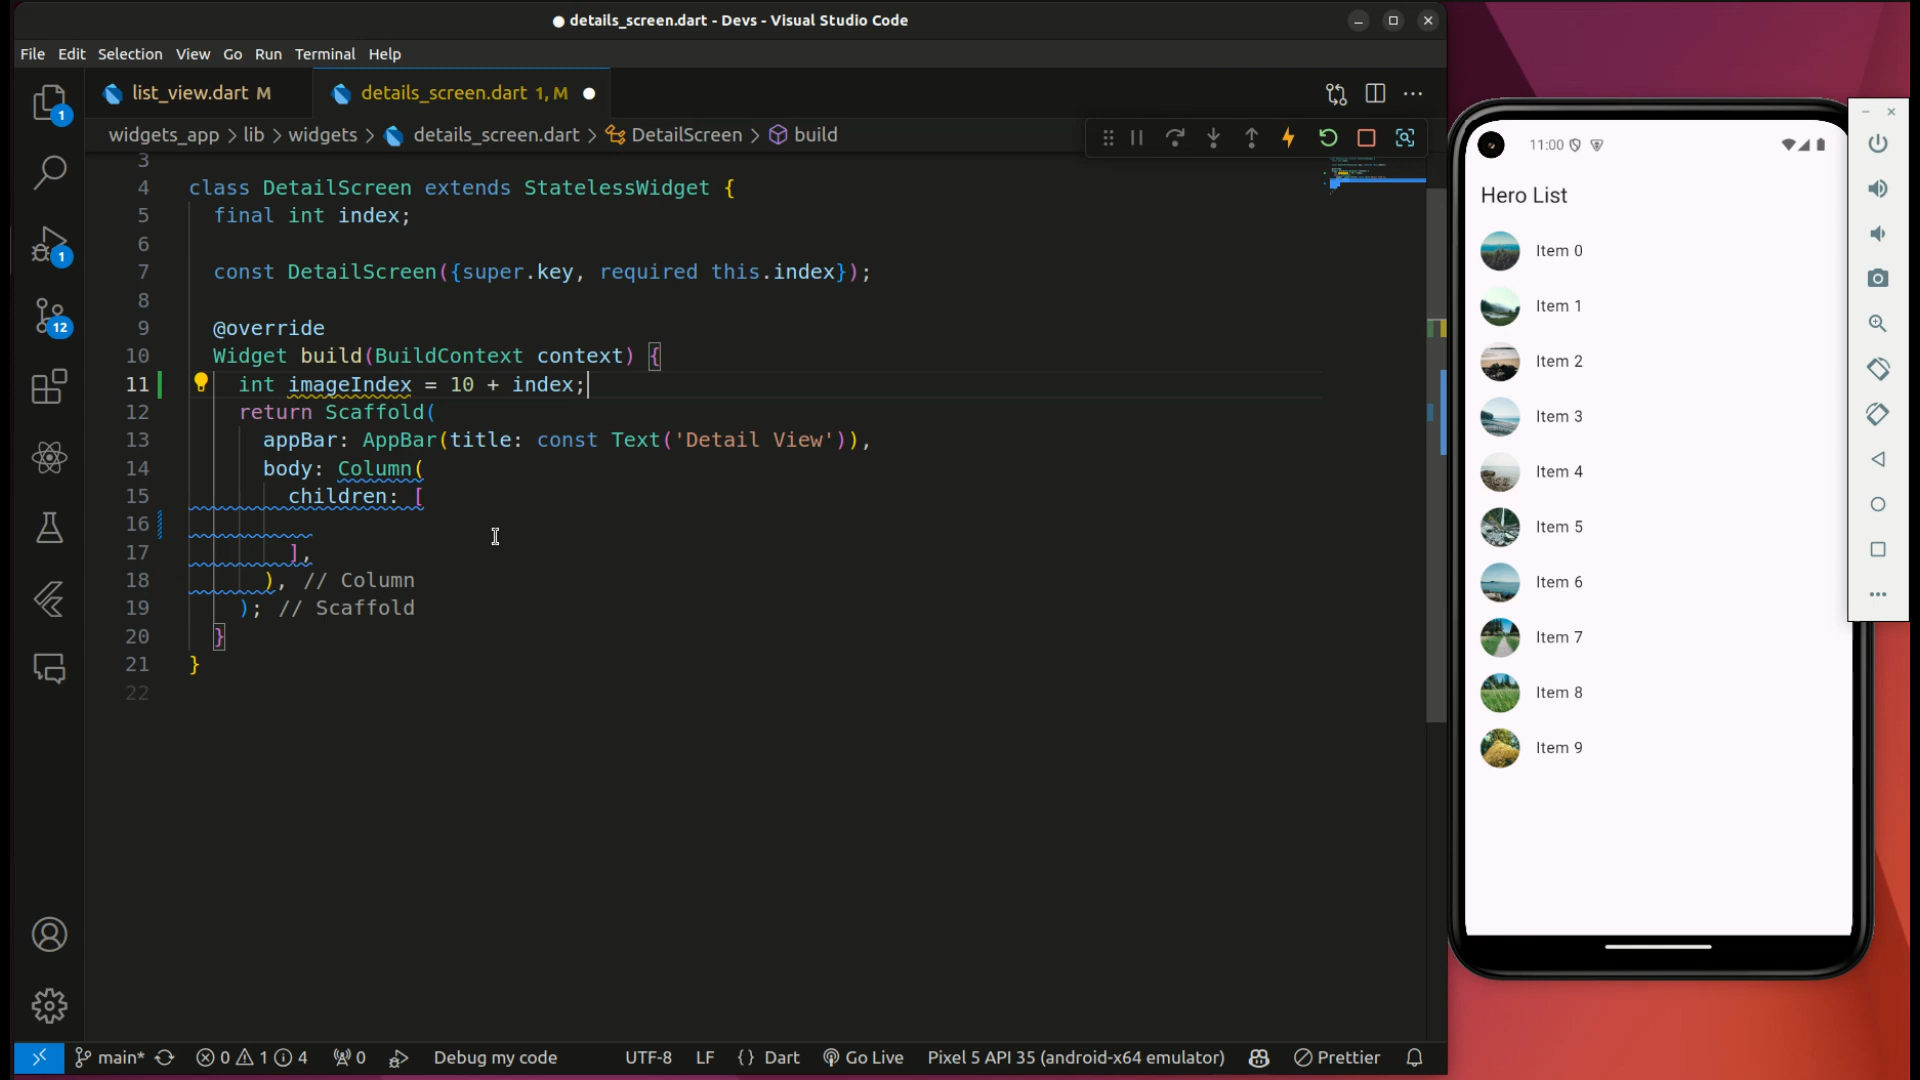 details_screen.dart - Devs - Visual Studio Code
File Edit Selection View Go Run Terminal Help
list_view.dart M
details_screen.dart 1, M
widgets_app > lib > widgets > details_screen.dart > DetailScreen > build
3
4 class DetailScreen extends StatelessWidget {
5 final int index;
6
7 const DetailScreen({super.key, required this.index});
8
9 @override
10 Widget build(BuildContext context) {
11 int imageIndex = 10 + index;
12 return Scaffold(
13 appBar: AppBar(title: const Text('Detail View')),
14 body: Column(
15 children: [
16
17 ],
18 ), // Column
19 ); // Scaffold
20 }
21 }
22
1
1
12
main* 0 1 4 0 Debug my code UTF-8 LF {} Dart Go Live Pixel 5 API 35 (android-x64 emulator) Prettier
11:00
Hero List
Item 0
Item 1
Item 2
Item 3
Item 4
Item 5
Item 6
Item 7
Item 8
Item 9